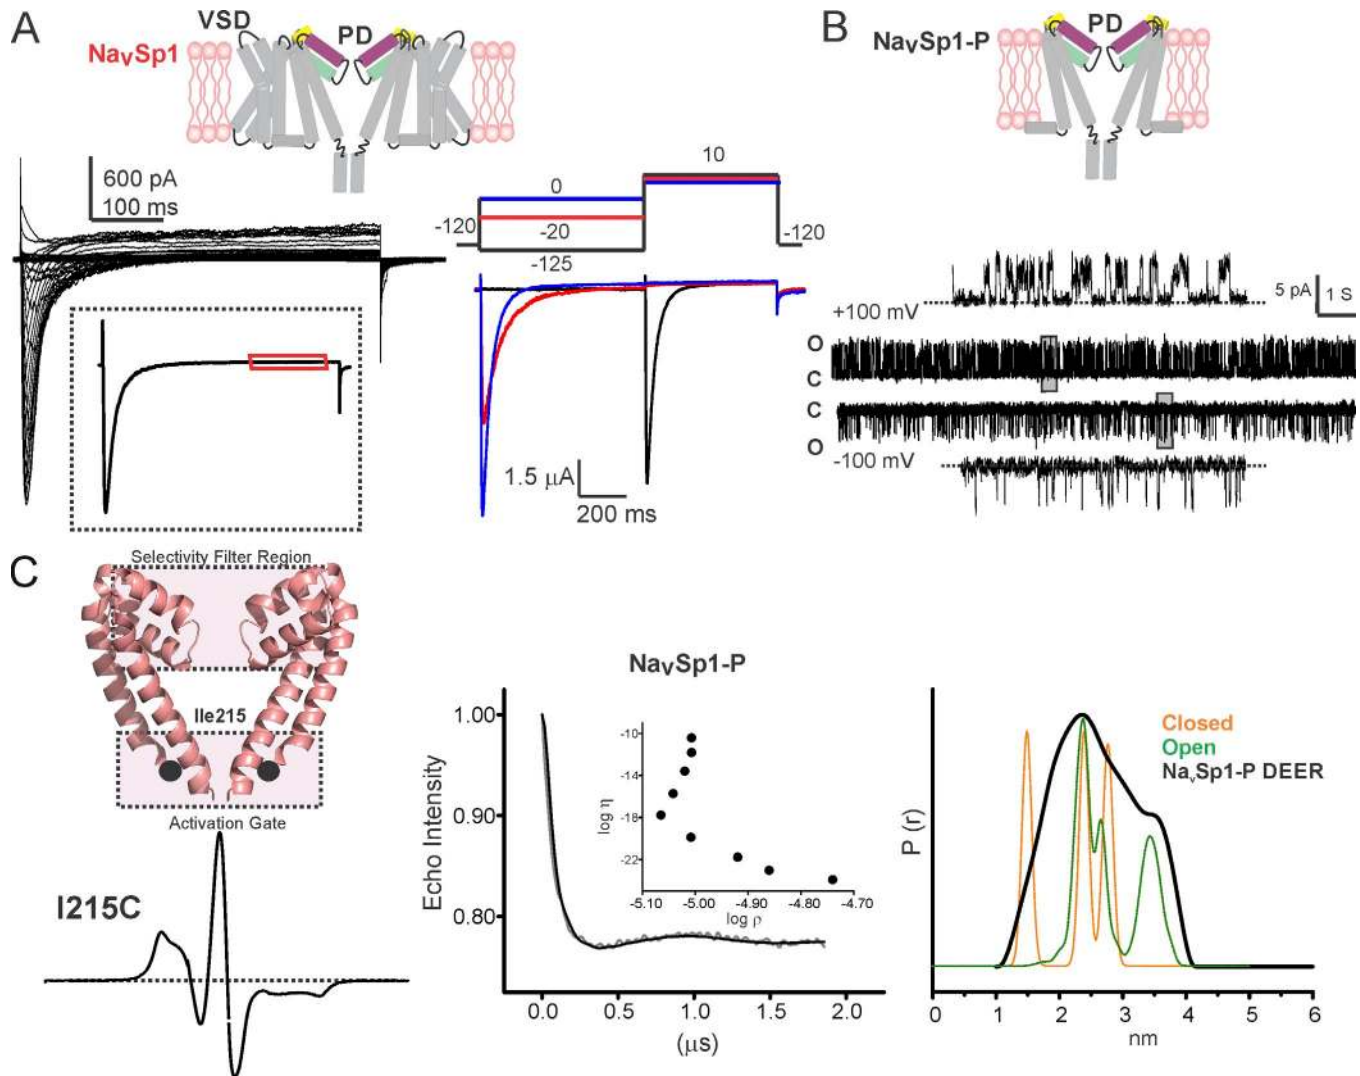 A
VSD
PD
NavSp1
600 pA
100 ms
0
10
-120
-20
-120
-125
1.5 μA
200 ms
B
PD
NavSp1-P
+100 mV
5 pA
1 S
O
C
C
O
-100 mV
C
Selectivity Filter Region
Ile215
Activation Gate
I215C
NavSp1-P
Echo Intensity
1.00
0.90
0.80
log η
-10
-14
-18
-22
-5.10 -5.00 -4.90 -4.80 -4.70
log ρ
0.0 0.5 1.0 1.5 2.0
(μs)
P (r)
Closed
Open
NavSp1-P DEER
0 1 2 3 4 5 6
nm